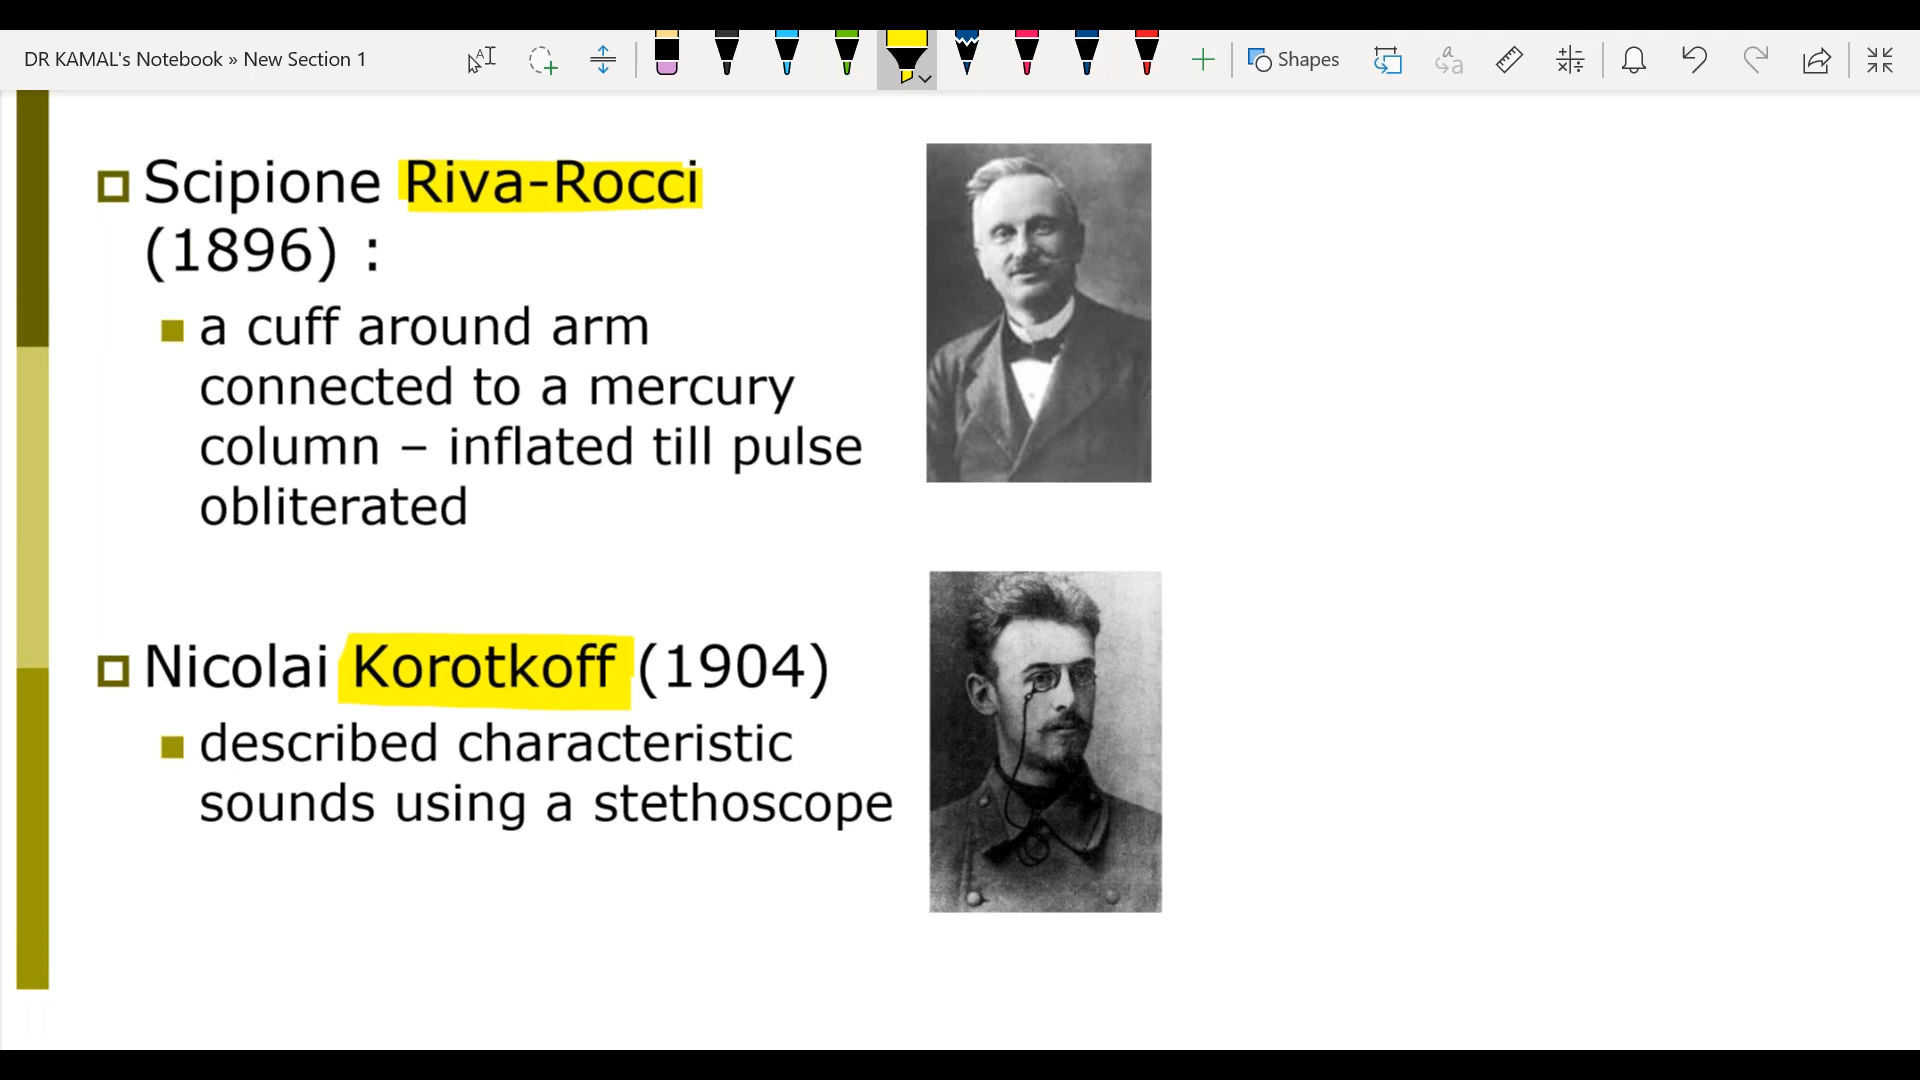 DR KAMAL's Notebook » New Section 1
Shapes
Scipione Riva-Rocci
(1896) :
a cuff around arm
connected to a mercury
column – inflated till pulse
obliterated
Nicolai Korotkoff (1904)
described characteristic
sounds using a stethoscope